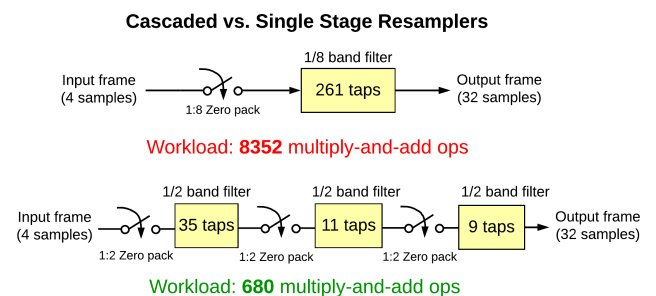 Cascaded vs. Single Stage Resamplers
1/8 band filter
Input frame
(4 samples)
261 taps
Output frame
(32 samples)
1:8 Zero pack
Workload: 8352 multiply-and-add ops
1/2 band filter
1/2 band filter
1/2 band filter
Input frame
(4 samples)
35 taps
11 taps
9 taps
Output frame
(32 samples)
1:2 Zero pack
1:2 Zero pack
1:2 Zero pack
Workload: 680 multiply-and-add ops